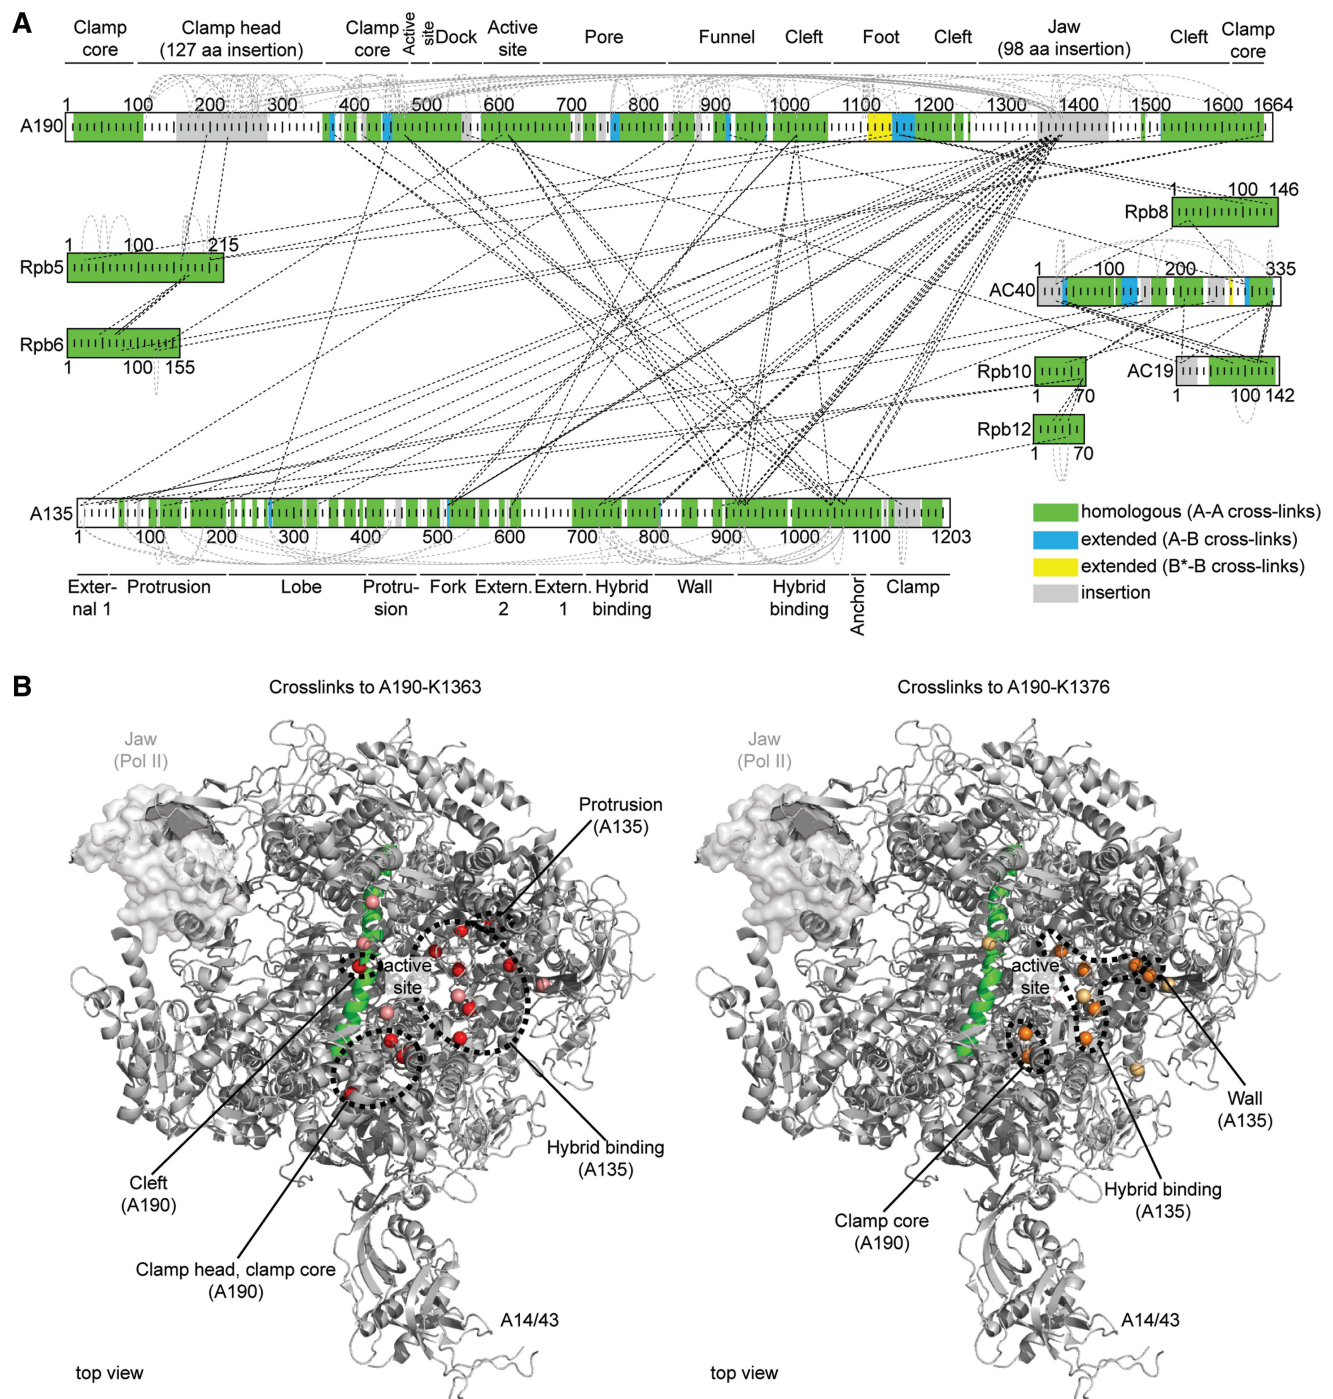 A
Clamp
core
Clamp head
(127 aa insertion)
Clamp
core
Active
site
Dock
Active
site
Pore
Funnel
Cleft
Foot
Cleft
Jaw
(98 aa insertion)
Cleft
Clamp
core
1 100 200 300 400 500 600 700 800 900 1000 1100 1200 1300 1400 1500 1600 1664
A190
1 100 146
Rpb8
1 100 215
Rpb5
1 100 200 335
AC40
Rpb6
1 100 155
Rpb10
1 70
AC19
1 100 142
Rpb12
1 70
A135
1 100 200 300 400 500 600 700 800 900 1000 1100 1203
Exter-
nal 1
Protrusion
Lobe
Protru-
sion
Fork
Extern.
2
Extern.
1
Hybrid
binding
Wall
Hybrid
binding
Anchor
Clamp
homologous (A-A cross-links)
extended (A-B cross-links)
extended (B*-B cross-links)
insertion
B
Crosslinks to A190-K1363
Jaw
(Pol II)
Protrusion
(A135)
active
site
Hybrid binding
(A135)
Cleft
(A190)
Clamp head, clamp core
(A190)
A14/43
top view
Crosslinks to A190-K1376
Jaw
(Pol II)
active
site
Wall
(A135)
Hybrid binding
(A135)
Clamp core
(A190)
A14/43
top view